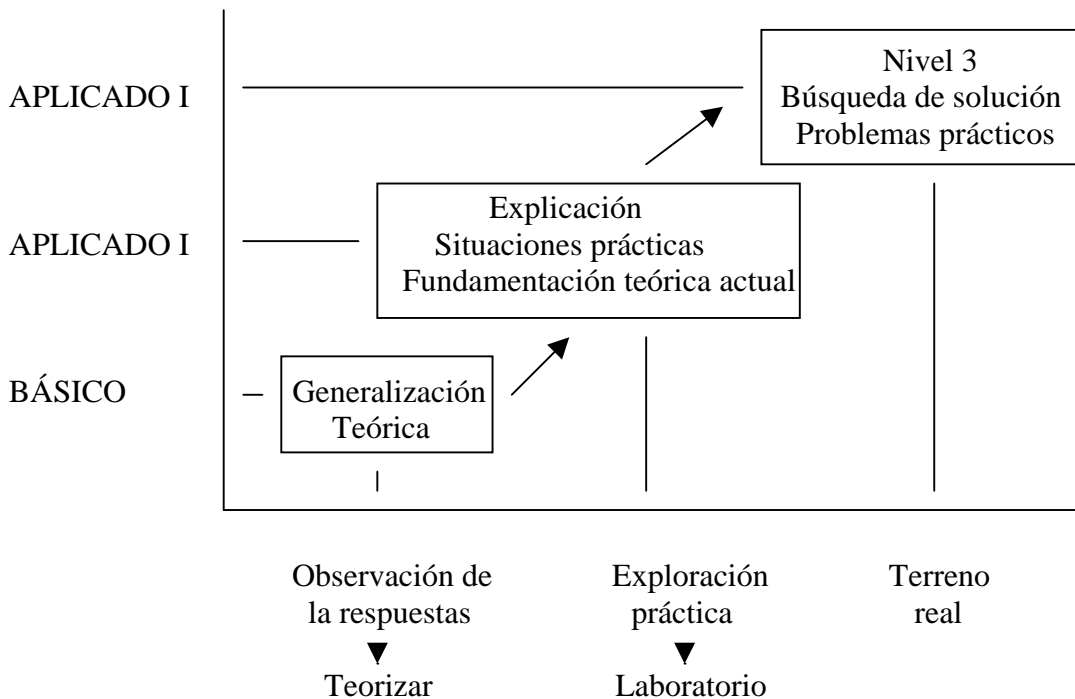 APLICADO I
Nivel 3
Búsqueda de solución
Problemas prácticos
APLICADO I
Explicación
Situaciones prácticas
Fundamentación teórica actual
BÁSICO
Generalización
Teórica
Observación de
la respuestas
Teorizar
Exploración
práctica
Laboratorio
Terreno
real